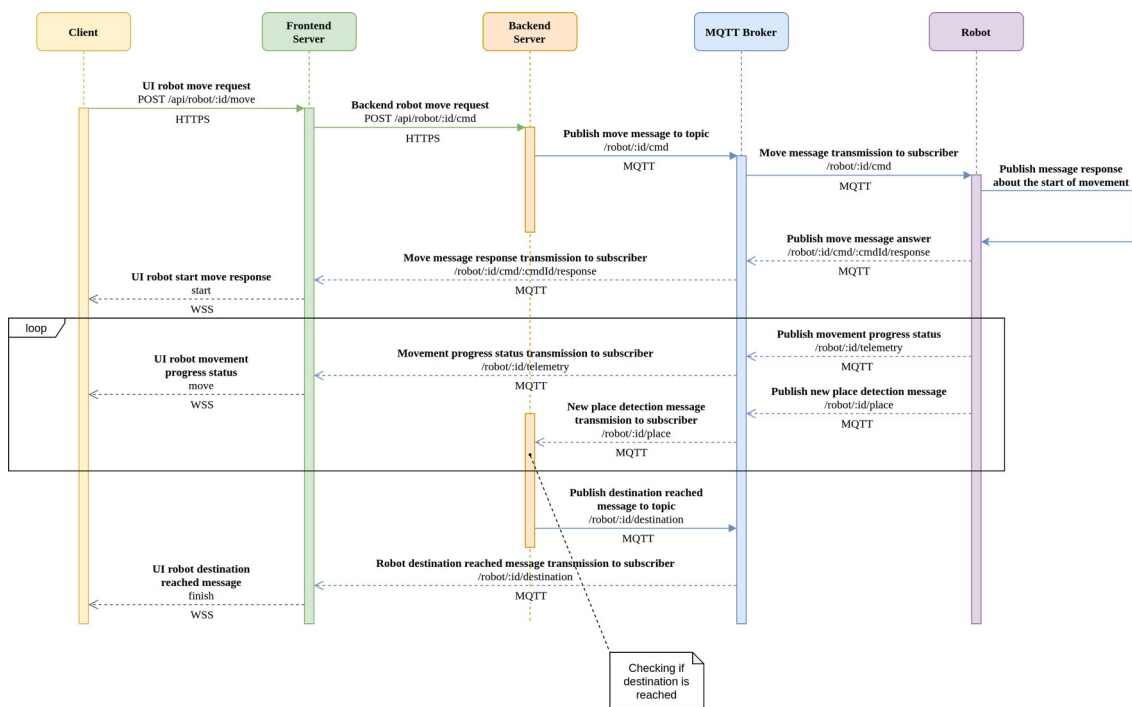 Client
Frontend
Server
Backend
Server
MQTT Broker
Robot
UI robot move request
POST /api/robot/:id/move
HTTPS
Backend robot move request
POST /api/robot/:id/cmd
HTTPS
Publish move message to topic
/robot/:id/cmd
MQTT
Move message transmission to subscriber
/robot/:id/cmd
MQTT
Publish message response
about the start of movement
Publish move message answer
/robot/:id/cmd/:cmdId/response
MQTT
Move message response transmission to subscriber
/robot/:id/cmd/:cmdId/response
MQTT
UI robot start move response
start
WSS
loop
Publish movement progress status
/robot/:id/telemetry
MQTT
Movement progress status transmission to subscriber
/robot/:id/telemetry
MQTT
UI robot movement
progress status
move
WSS
Publish new place detection message
/robot/:id/place
MQTT
New place detection message
transmision to subscriber
/robot/:id/place
MQTT
Publish destination reached
message to topic
/robot/:id/destination
MQTT
Robot destination reached message transmission to subscriber
/robot/:id/destination
MQTT
UI robot destination
reached message
finish
WSS
Checking if
destination is
reached